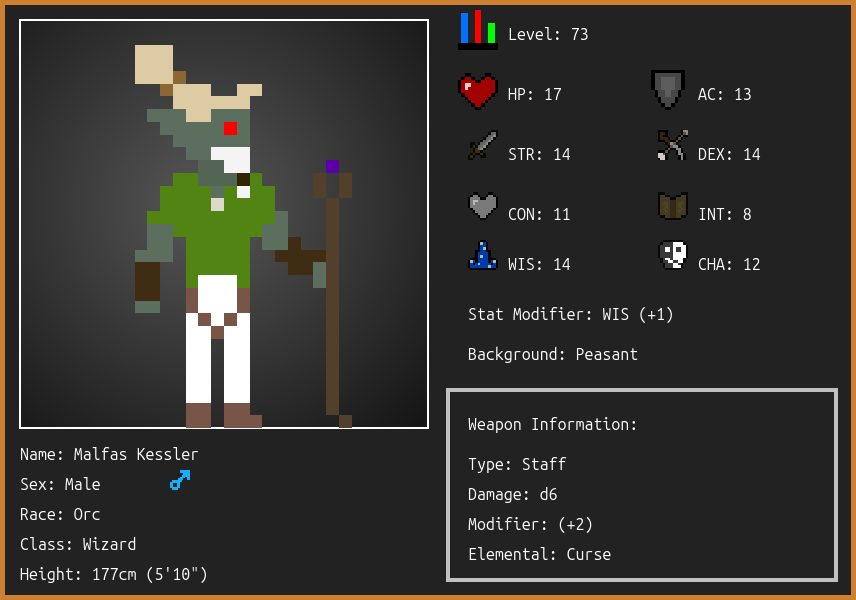 Level: 73
HP: 17
AC: 13
STR: 14
DEX: 14
CON: 11
INT: 8
WIS: 14
CHA: 12
Stat Modifier: WIS (+1)
Background: Peasant
Weapon Information:
Type: Staff
Damage: d6
Modifier: (+2)
Elemental: Curse
Name: Malfas Kessler
Sex: Male
Race: Orc
Class: Wizard
Height: 177cm (5'10")